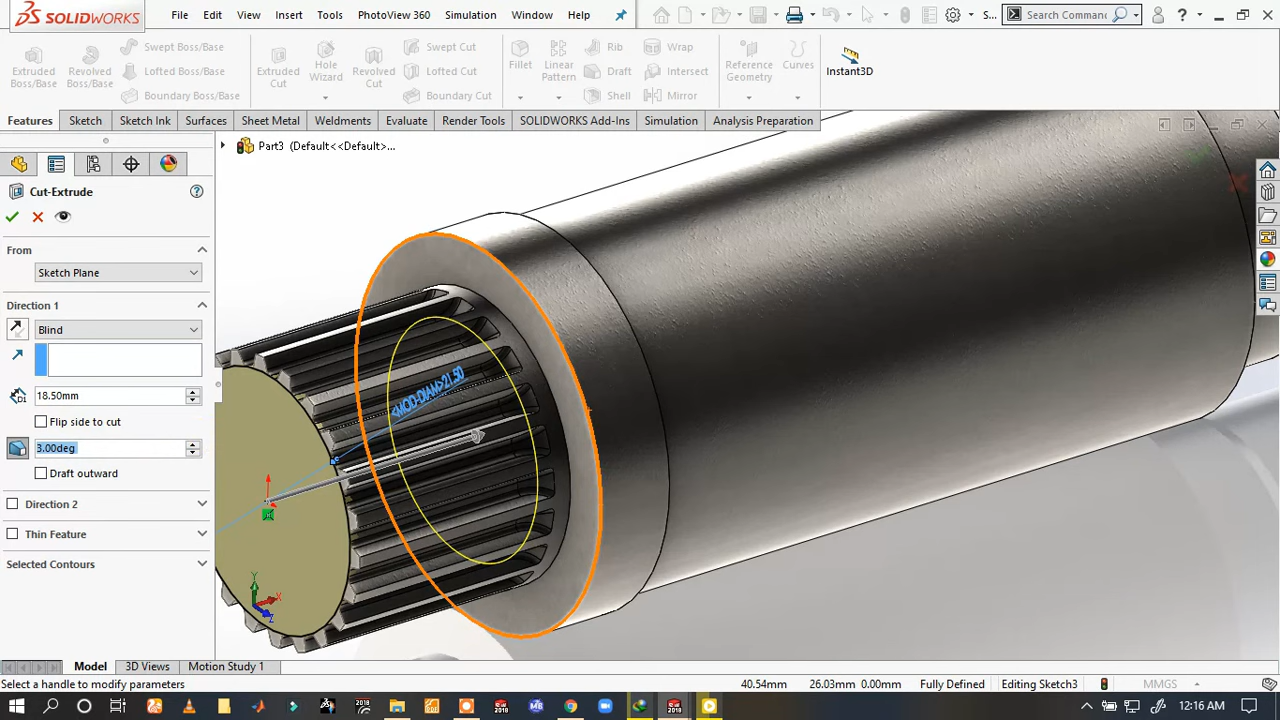 SOLIDWORKS
File Edit View Insert Tools PhotoView 360 Simulation Window Help S... Search Command ?
Extruded Boss/Base
Revolved Boss/Base
Swept Boss/Base
Lofted Boss/Base
Boundary Boss/Base
Extruded Cut
Hole Wizard
Revolved Cut
Swept Cut
Lofted Cut
Boundary Cut
Fillet
Linear Pattern
Rib
Draft
Shell
Wrap
Intersect
Mirror
Reference Geometry
Curves
Instant3D
Features Sketch Sketch Ink Surfaces Sheet Metal Weldments Evaluate Render Tools SOLIDWORKS Add-Ins Simulation Analysis Preparation
Part3 (Default<<Default>...
Cut-Extrude
From
Sketch Plane
Direction 1
Blind
18.50mm
Flip side to cut
3.00deg
Draft outward
Direction 2
Thin Feature
Selected Contours
<MOD-DIAM>21.50
Y
X
Z
Model 3D Views Motion Study 1
Select a handle to modify parameters 40.54mm 26.03mm 0.00mm Fully Defined Editing Sketch3 MMGS
12:16 AM